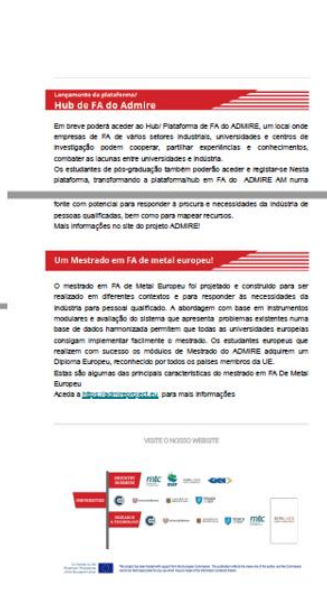 Lançamento da plataforma/
Hub de FA do Admire
Em breve poderá aceder ao Hub/ Plataforma de FA do ADMIRE, um local onde
empresas de FA de vários setores industriais, universidades e centros de
investigação podem cooperar, partilhar experiências e conhecimentos,
combater as lacunas entre universidades e indústria.
Os estudantes de pós-graduação também poderão aceder e registar-se Nesta
plataforma, transformando a plataforma/hub em FA do ADMIRE AM numa
fonte com potencial para responder à procura e necessidades da indústria de
pessoas qualificadas, bem como para mapear recursos.
Mais informações no site do projeto ADMIRE!
Um Mestrado em FA de metal europeu!
O mestrado em FA de Metal Europeu foi projetado e construído para ser
realizado em diferentes contextos e para responder às necessidades da
indústria para pessoal qualificado. A abordagem com base em instrumentos
modulares e avaliação do sistema que apresenta problemas existentes numa
base de dados harmonizada permitem que todas as universidades europeias
consigam implementar facilmente o mestrado. Os estudantes europeus que
realizem com sucesso os módulos de Mestrado do ADMIRE adquirem um
Diploma Europeu, reconhecido por todos os países membros da UE.
Estas são algumas das principais características do mestrado em FA De Metal
Europeu
Aceda a https://admireproject.eu para mais informações
VISITE O NOSSO WEBSITE
INDUSTRY
BUSINESS
mtc
EWF
UNIVERSITIES
RESEARCH
& TECHNOLOGY
mtc